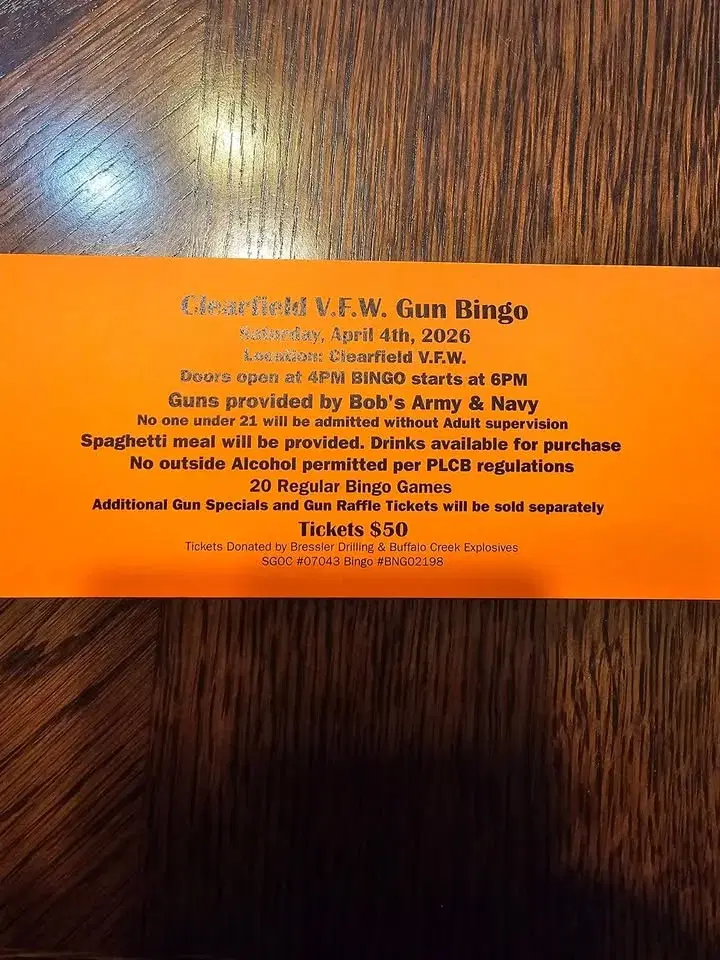 Clearfield V.F.W. Gun Bingo
Saturday, April 4th, 2026
Location: Clearfield V.F.W.
Doors open at 4PM BINGO starts at 6PM
Guns provided by Bob's Army & Navy
No one under 21 will be admitted without Adult supervision
Spaghetti meal will be provided. Drinks available for purchase
No outside Alcohol permitted per PLCB regulations
20 Regular Bingo Games
Additional Gun Specials and Gun Raffle Tickets will be sold separately
Tickets $50
Tickets Donated by Bressler Drilling & Buffalo Creek Explosives
SGOC #07043 Bingo #BNG02198